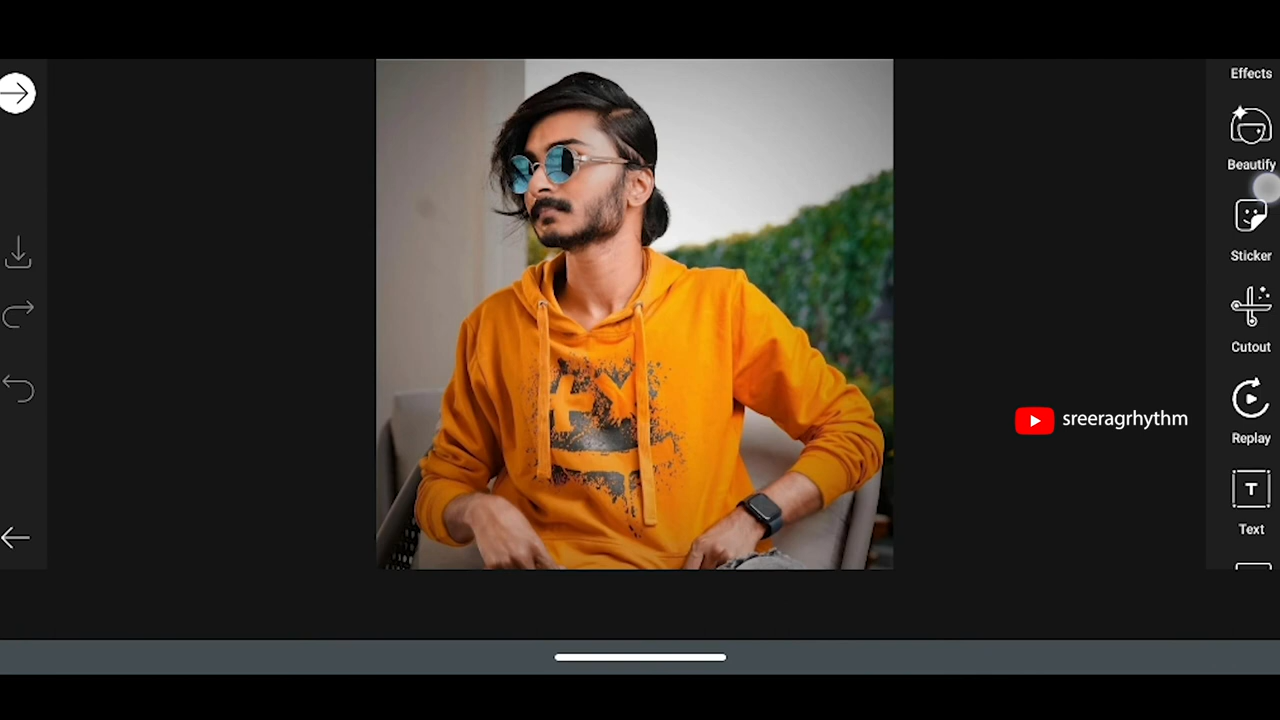 Effects
Beautify
Sticker
Cutout
sreeragrhythm
Replay
T
Text